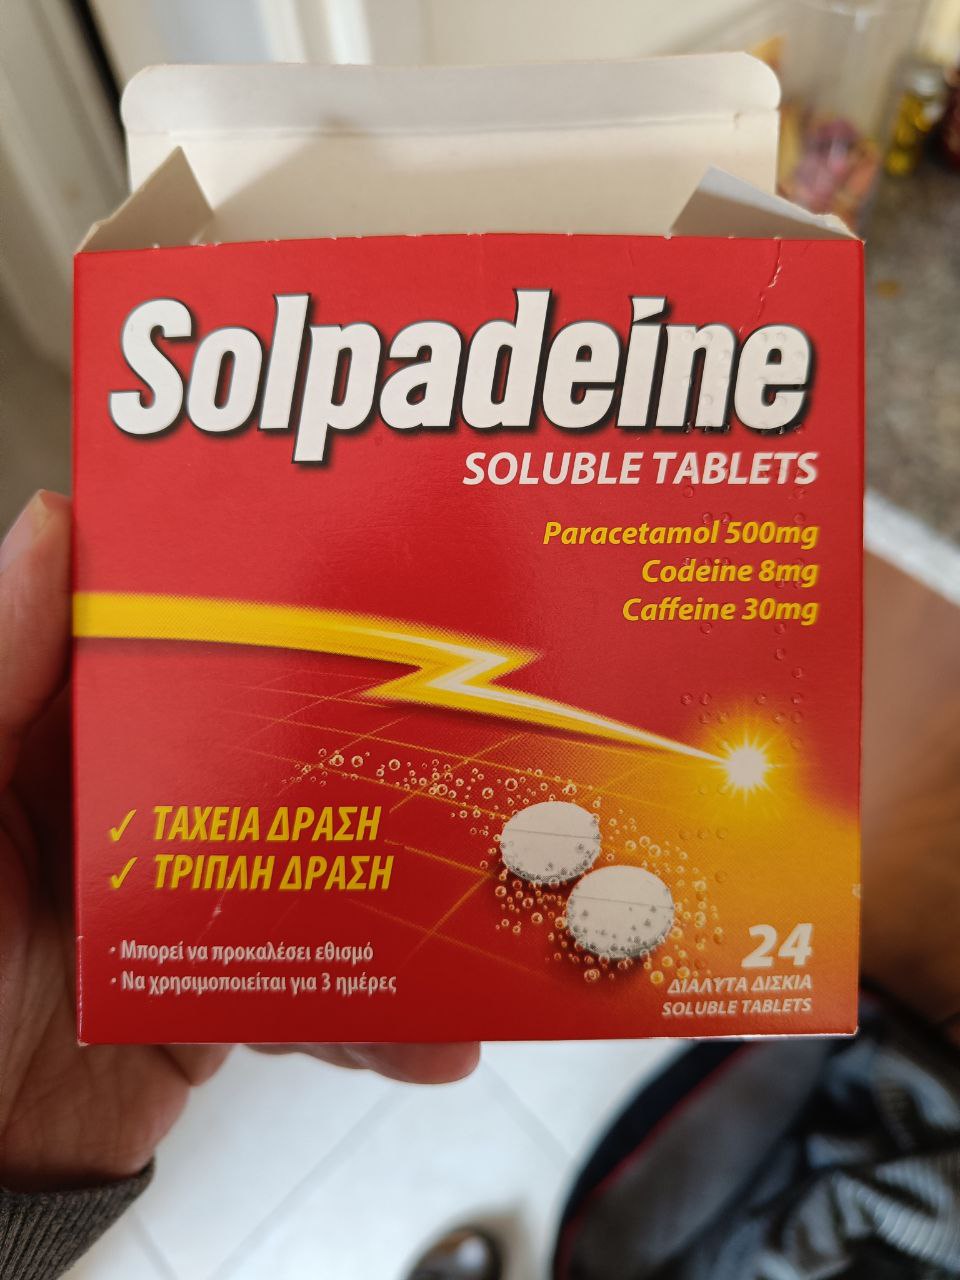 Solpadeine
SOLUBLE TABLETS
Paracetamol 500mg
Codeine 8mg
Caffeine 30mg
✓ ΤΑΧΕΙΑ ΔΡΑΣΗ
✓ ΤΡΙΠΛΗ ΔΡΑΣΗ
· Μπορεί να προκαλέσει εθισμό
· Να χρησιμοποιείται για 3 ημέρες
24
ΔΙΑΛΥΤΑ ΔΙΣΚΙΑ
SOLUBLE TABLETS